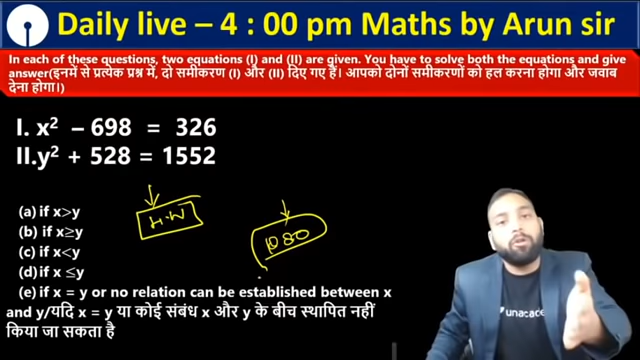 Daily live – 4 : 00 pm Maths by Arun sir
In each of these questions, two equations (I) and (II) are given. You have to solve both the equations and give
answer(इनमें से प्रत्येक प्रश्न में, दो समीकरण (I) और (II) दिए गए हैं। आपको दोनों समीकरणों को हल करना होगा और जवाब
देना होगा।)
I. x² – 698 = 326
II.y² + 528 = 1552
(a) if x>y
(b) if x≥y
(c) if x<y
(d) if x ≤y
(e) if x = y or no relation can be established between x
and y/यदि x = y या कोई संबंध x और y के बीच स्थापित नहीं
किया जा सकता है
H.W
unacade